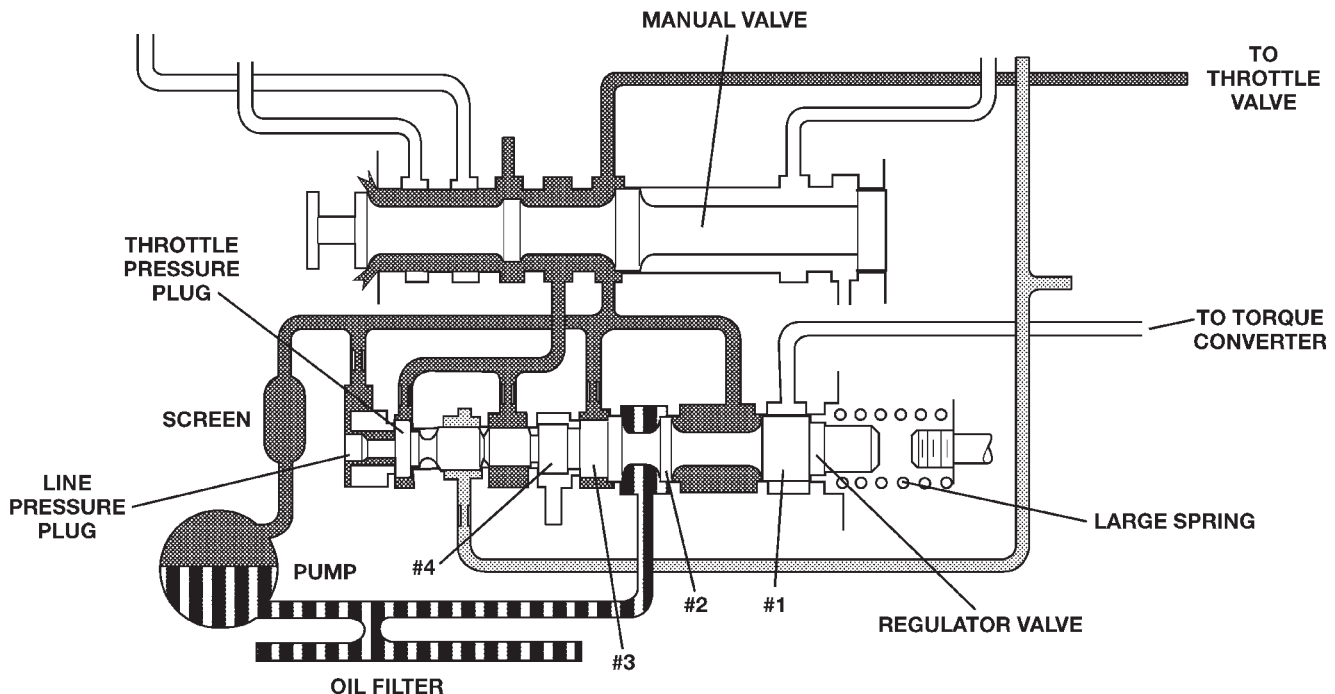 MANUAL VALVE
TO
THROTTLE
VALVE
THROTTLE
PRESSURE
PLUG
TO TORQUE
CONVERTER
SCREEN
LINE
PRESSURE
PLUG
LARGE SPRING
PUMP
#4
#2
#1
REGULATOR VALVE
#3
OIL FILTER